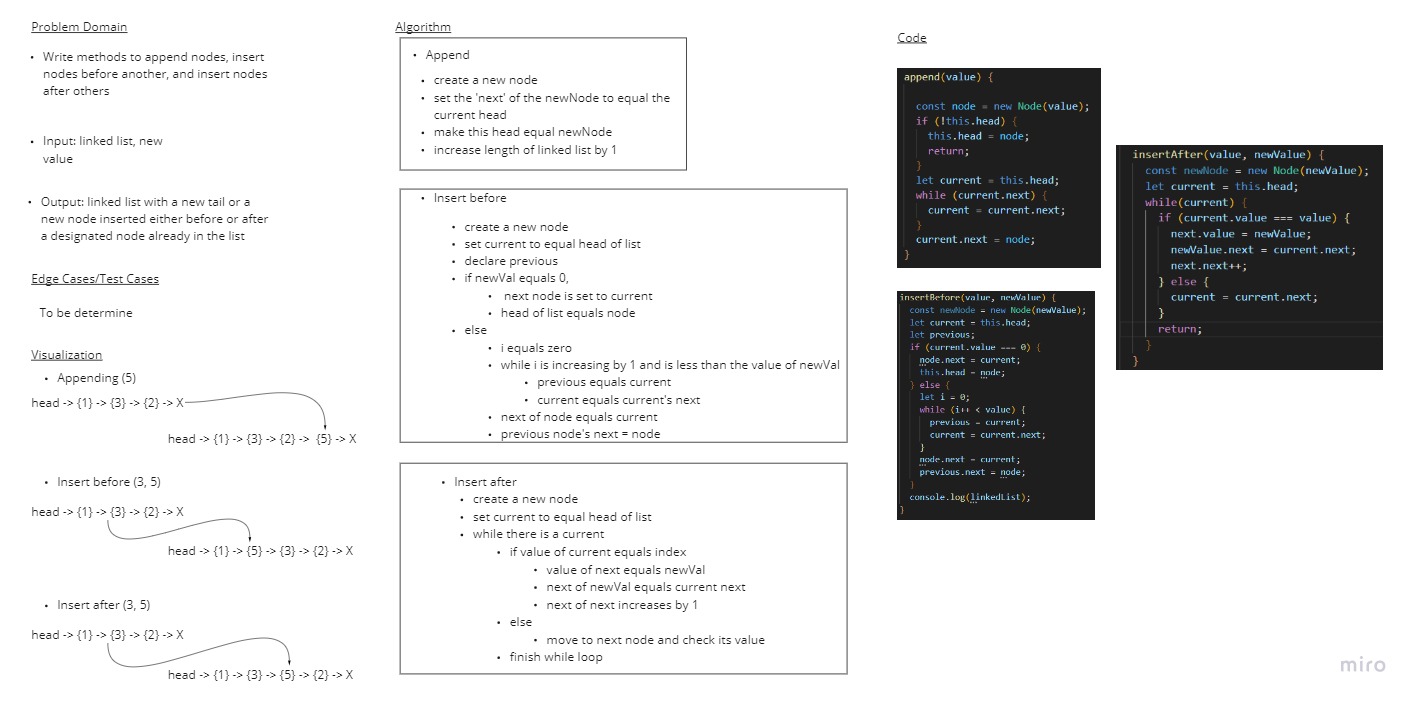 Problem Domain
• Write methods to append nodes, insert
nodes before another, and insert nodes
after others
• Input: linked list, new
value
• Output: linked list with a new tail or a
new node inserted either before or after
a designated node already in the list
Edge Cases/Test Cases
To be determine
Visualization
• Appending (5)
head -> {1} -> {3} -> {2} -> X
head -> {1} -> {3} -> {2} -> {5} -> X
• Insert before (3, 5)
head -> {1} -> {3} -> {2} -> X
head -> {1} -> {5} -> {3} -> {2} -> X
• Insert after (3, 5)
head -> {1} -> {3} -> {2} -> X
head -> {1} -> {3} -> {5} -> {2} -> X
Algorithm
• Append
• create a new node
• set the 'next' of the newNode to equal the
current head
• make this head equal newNode
• increase length of linked list by 1
• Insert before
• create a new node
• set current to equal head of list
• declare previous
• if newVal equals 0,
• next node is set to current
• head of list equals node
• else
• i equals zero
• while i is increasing by 1 and is less than the value of newVal
• previous equals current
• current equals current's next
• next of node equals current
• previous node's next = node
• Insert after
• create a new node
• set current to equal head of list
• while there is a current
• if value of current equals index
• value of next equals newVal
• next of newVal equals current next
• next of next increases by 1
• else
• move to next node and check its value
• finish while loop
Code
append(value) {
const node = new Node(value);
if (!this.head) {
this.head = node;
return;
}
let current = this.head;
while (current.next) {
current = current.next;
}
current.next = node;
}
insertBefore(value, newValue) {
const newNode = new Node(newValue);
let current = this.head;
let previous;
if (current.value === 0) {
node.next = current;
this.head = node;
} else {
let i = 0;
while (i++ < value) {
previous = current;
current = current.next;
}
node.next = current;
previous.next = node;
}
console.log(linkedList);
}
insertAfter(value, newValue) {
const newNode = new Node(newValue);
let current = this.head;
while(current) {
if (current.value === value) {
next.value = newValue;
newValue.next = current.next;
next.next++;
} else {
current = current.next;
}
return;
}
}
miro